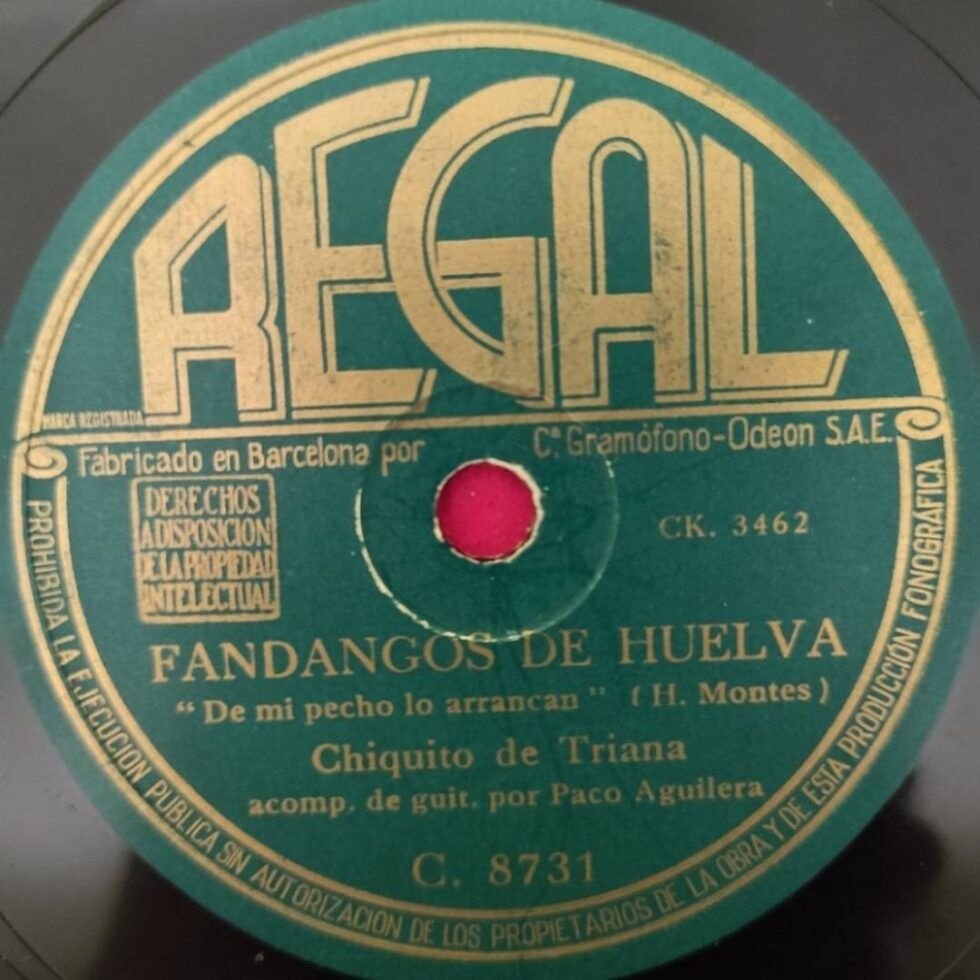 REGAL
MARCA REGISTRADA
Fabricado en Barcelona por Cª Gramófono-Odeon S.A.E.
DERECHOS
A DISPOSICION
DE LA PROPIEDAD
INTELECTUAL
CK. 3462
FANDANGOS DE HUELVA
“De mi pecho lo arrancan” (H. Montes)
Chiquito de Triana
acomp. de guit. por Paco Aguilera
C. 8731
PROHIBIDA LA EJECUCION PUBLICA SIN AUTORIZACION DE LOS PROPIETARIOS DE LA OBRA Y DE ESTA PRODUCCIÓN FONOGRAFICA